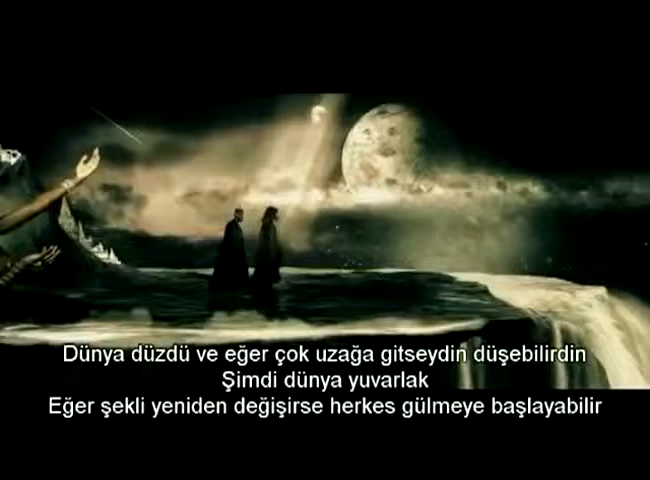 Dünya düzdü ve eğer çok uzağa gitseydin düşebilirdin
Şimdi dünya yuvarlak
Eğer şekli yeniden değişirse herkes gülmeye başlayabilir